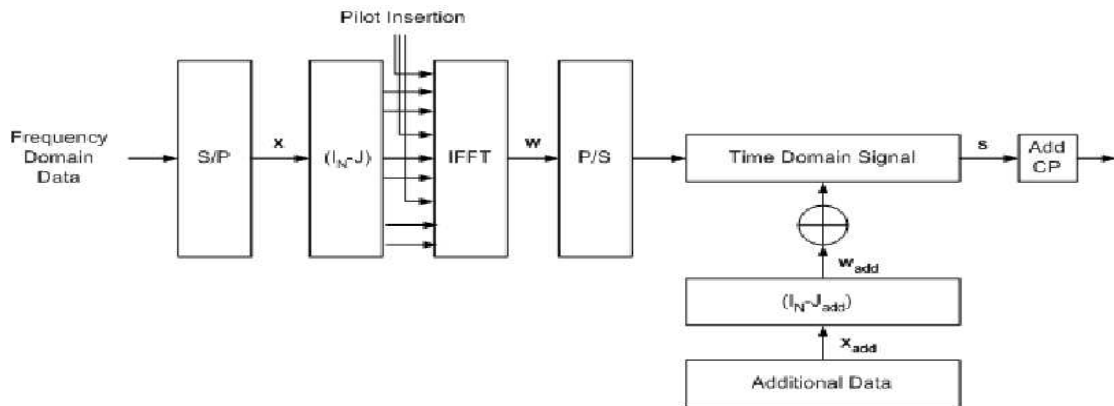 Pilot Insertion
Frequency
Domain
Data
S/P
x
(I_N-J)
IFFT
w
P/S
Time Domain Signal
s
Add
CP
w_add
(I_N-J_add)
x_add
Additional Data